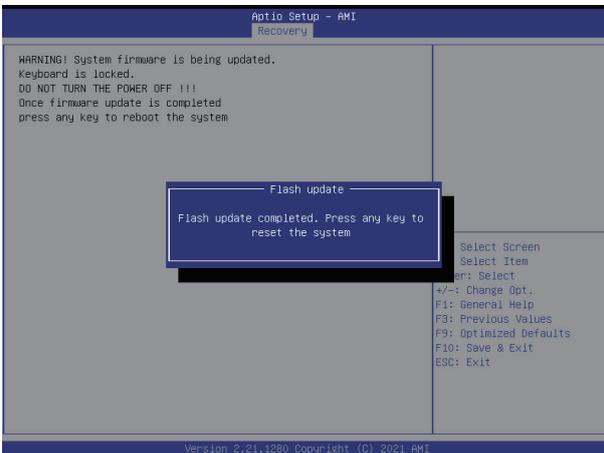 Aptio Setup – AMI
Recovery
WARNING! System firmware is being updated.
Keyboard is locked.
DO NOT TURN THE POWER OFF !!!
Once firmware update is completed
press any key to reboot the system
Flash update
Flash update completed. Press any key to
reset the system
Select Screen
Select Item
er: Select
+/-: Change Opt.
F1: General Help
F3: Previous Values
F9: Optimized Defaults
F10: Save & Exit
ESC: Exit
Version 2.21.1280 Copyright (C) 2021 AMI